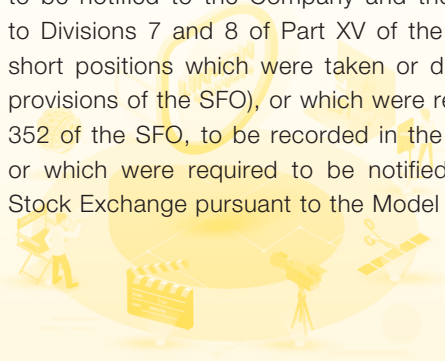 to be notified to the Company and the
to Divisions 7 and 8 of Part XV of the
short positions which were taken or d
provisions of the SFO), or which were re
352 of the SFO, to be recorded in the
or which were required to be notified
Stock Exchange pursuant to the Model